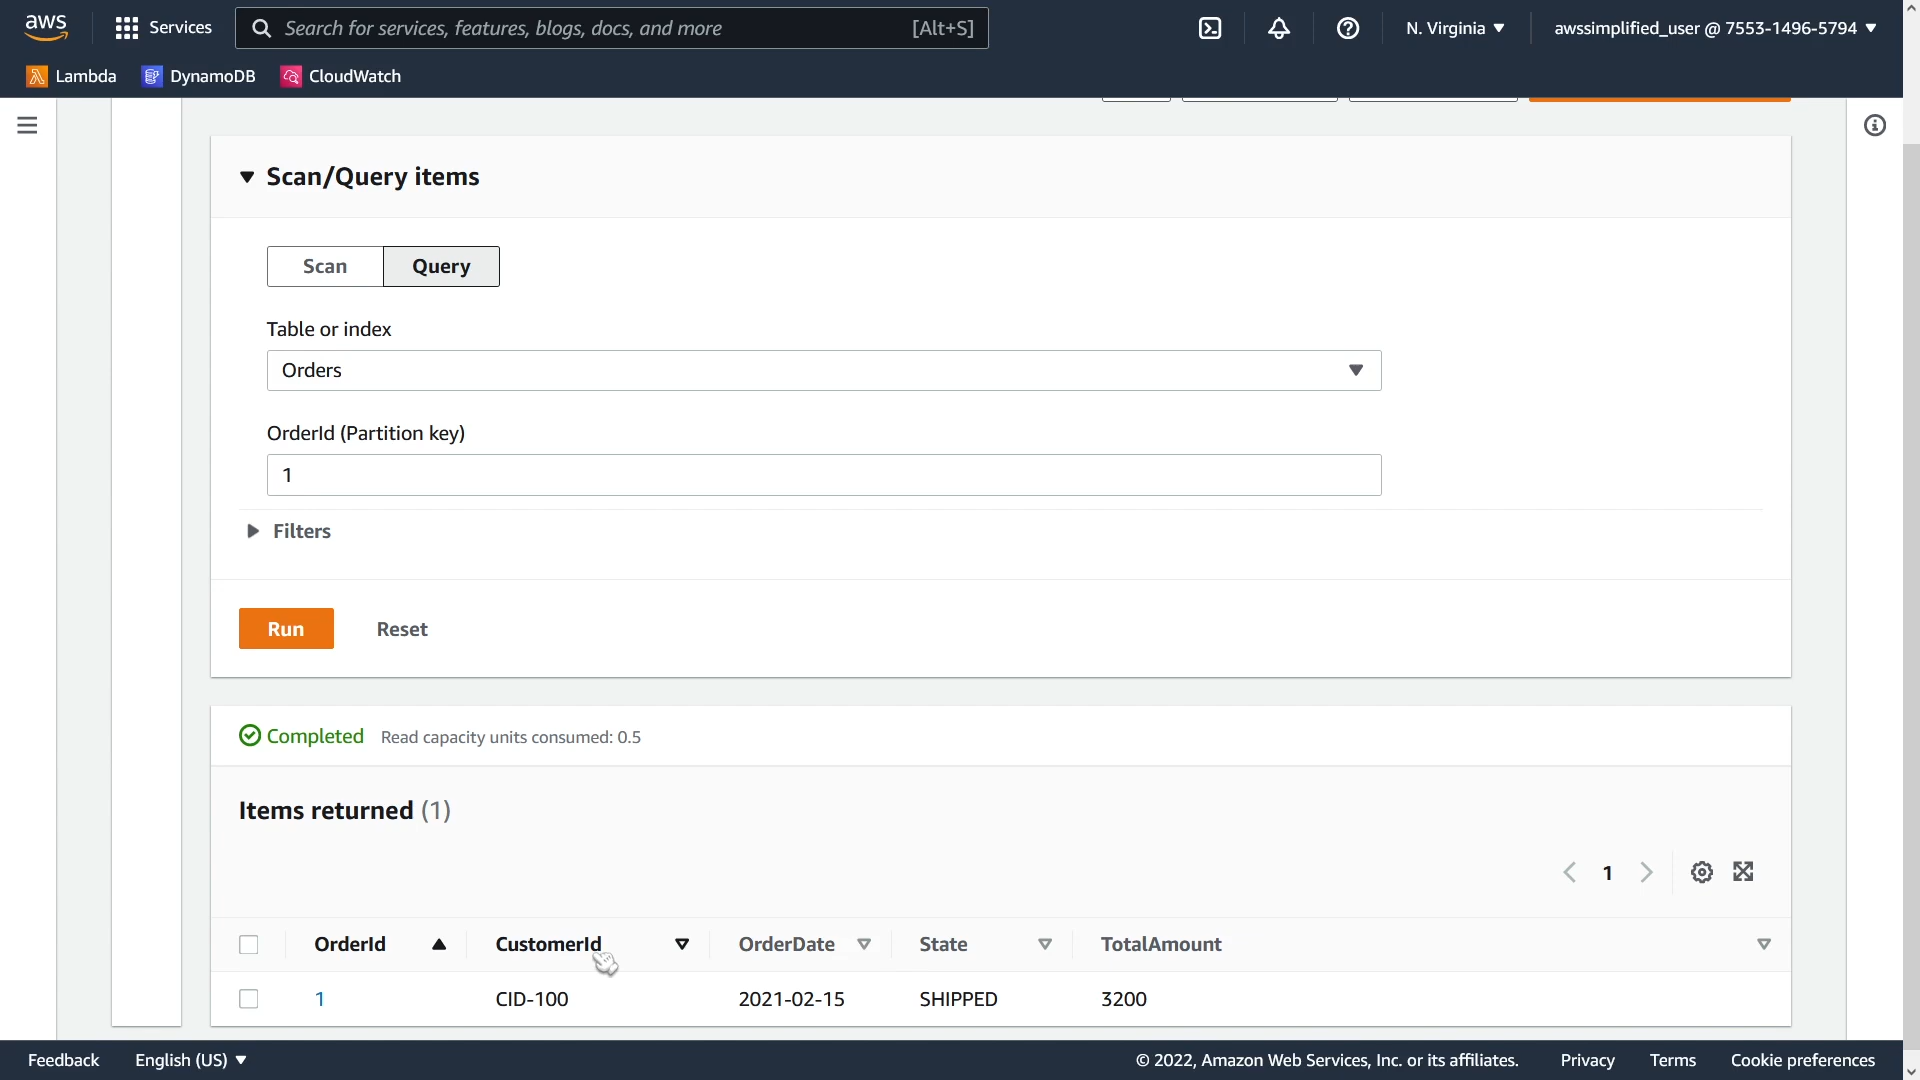 aws Services Search for services, features, blogs, docs, and more [Alt+S] N. Virginia ▼ awssimplified_user @ 7553-1496-5794 ▼
Lambda DynamoDB CloudWatch
Scan/Query items
Scan Query
Table or index
Orders
OrderId (Partition key)
1
Filters
Run Reset
Completed Read capacity units consumed: 0.5
Items returned (1)
1
OrderId CustomerId OrderDate State TotalAmount
1 CID-100 2021-02-15 SHIPPED 3200
Feedback English (US) ▼ © 2022, Amazon Web Services, Inc. or its affiliates. Privacy Terms Cookie preferences